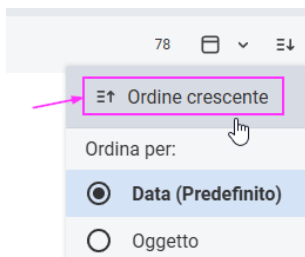 78
Ordine crescente
Ordina per:
Data (Predefinito)
Oggetto